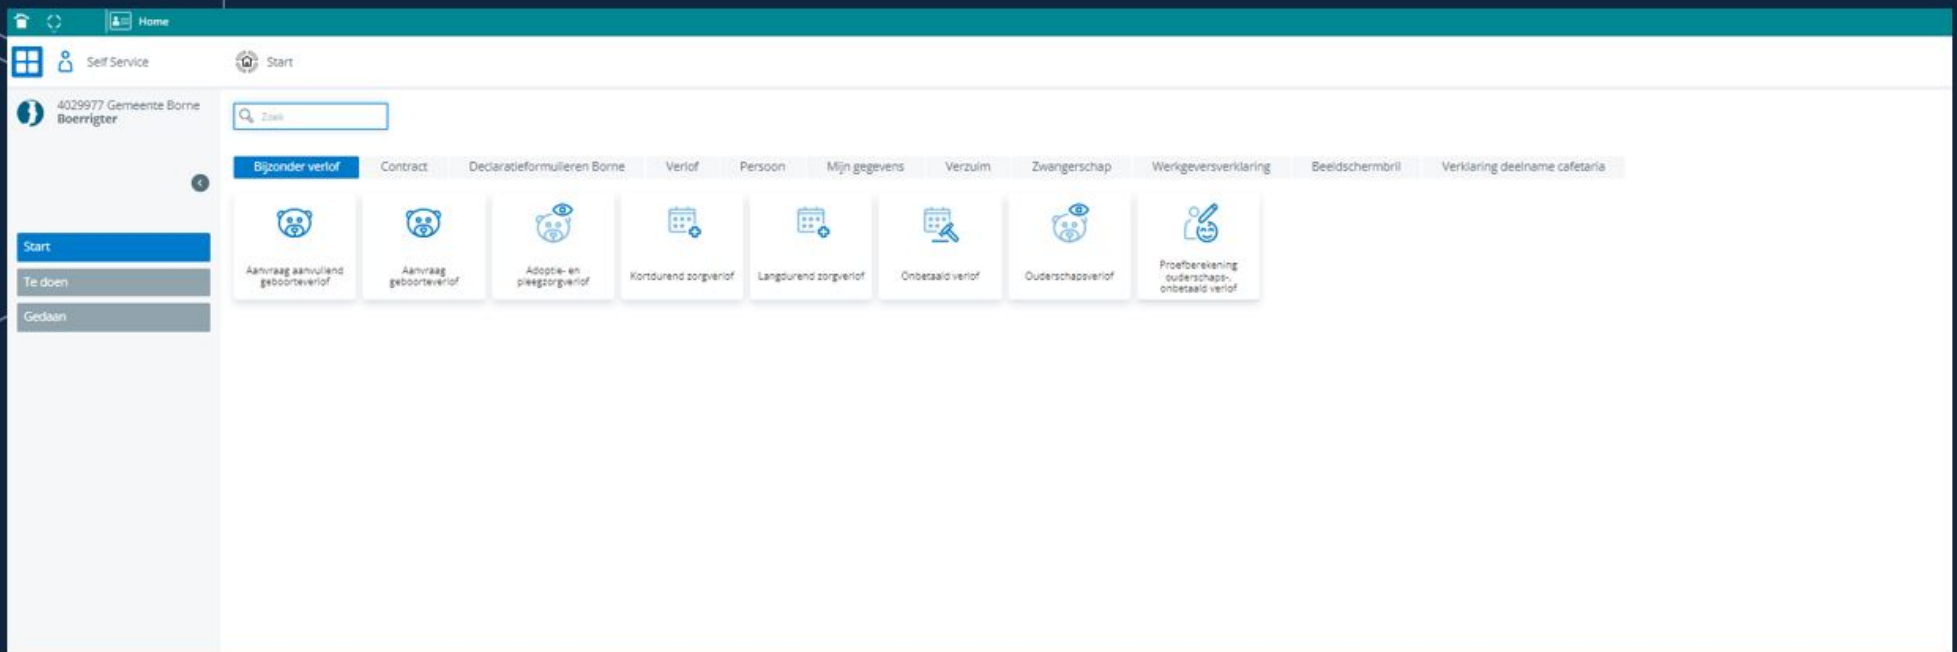 Home
Self Service
Start
4029977 Gemeente Borne
Boerrigter
Zoek
Bijzonder verlof
Contract
Declaratieformulieren Borne
Verlof
Persoon
Mijn gegevens
Verzuim
Zwangerschap
Werkgeversverklaring
Beeldschermbril
Verklaring deelname cafetaria
Start
Te doen
Gedaan
Aanvraag aanvullend
geboorteverlof
Aanvraag
geboorteverlof
Adoptie- en
pleegzorgverlof
Kortdurend zorgverlof
Langdurend zorgverlof
Onbetaald verlof
Ouderschapsverlof
Proefberekening
ouderschaps-,
onbetaald verlof